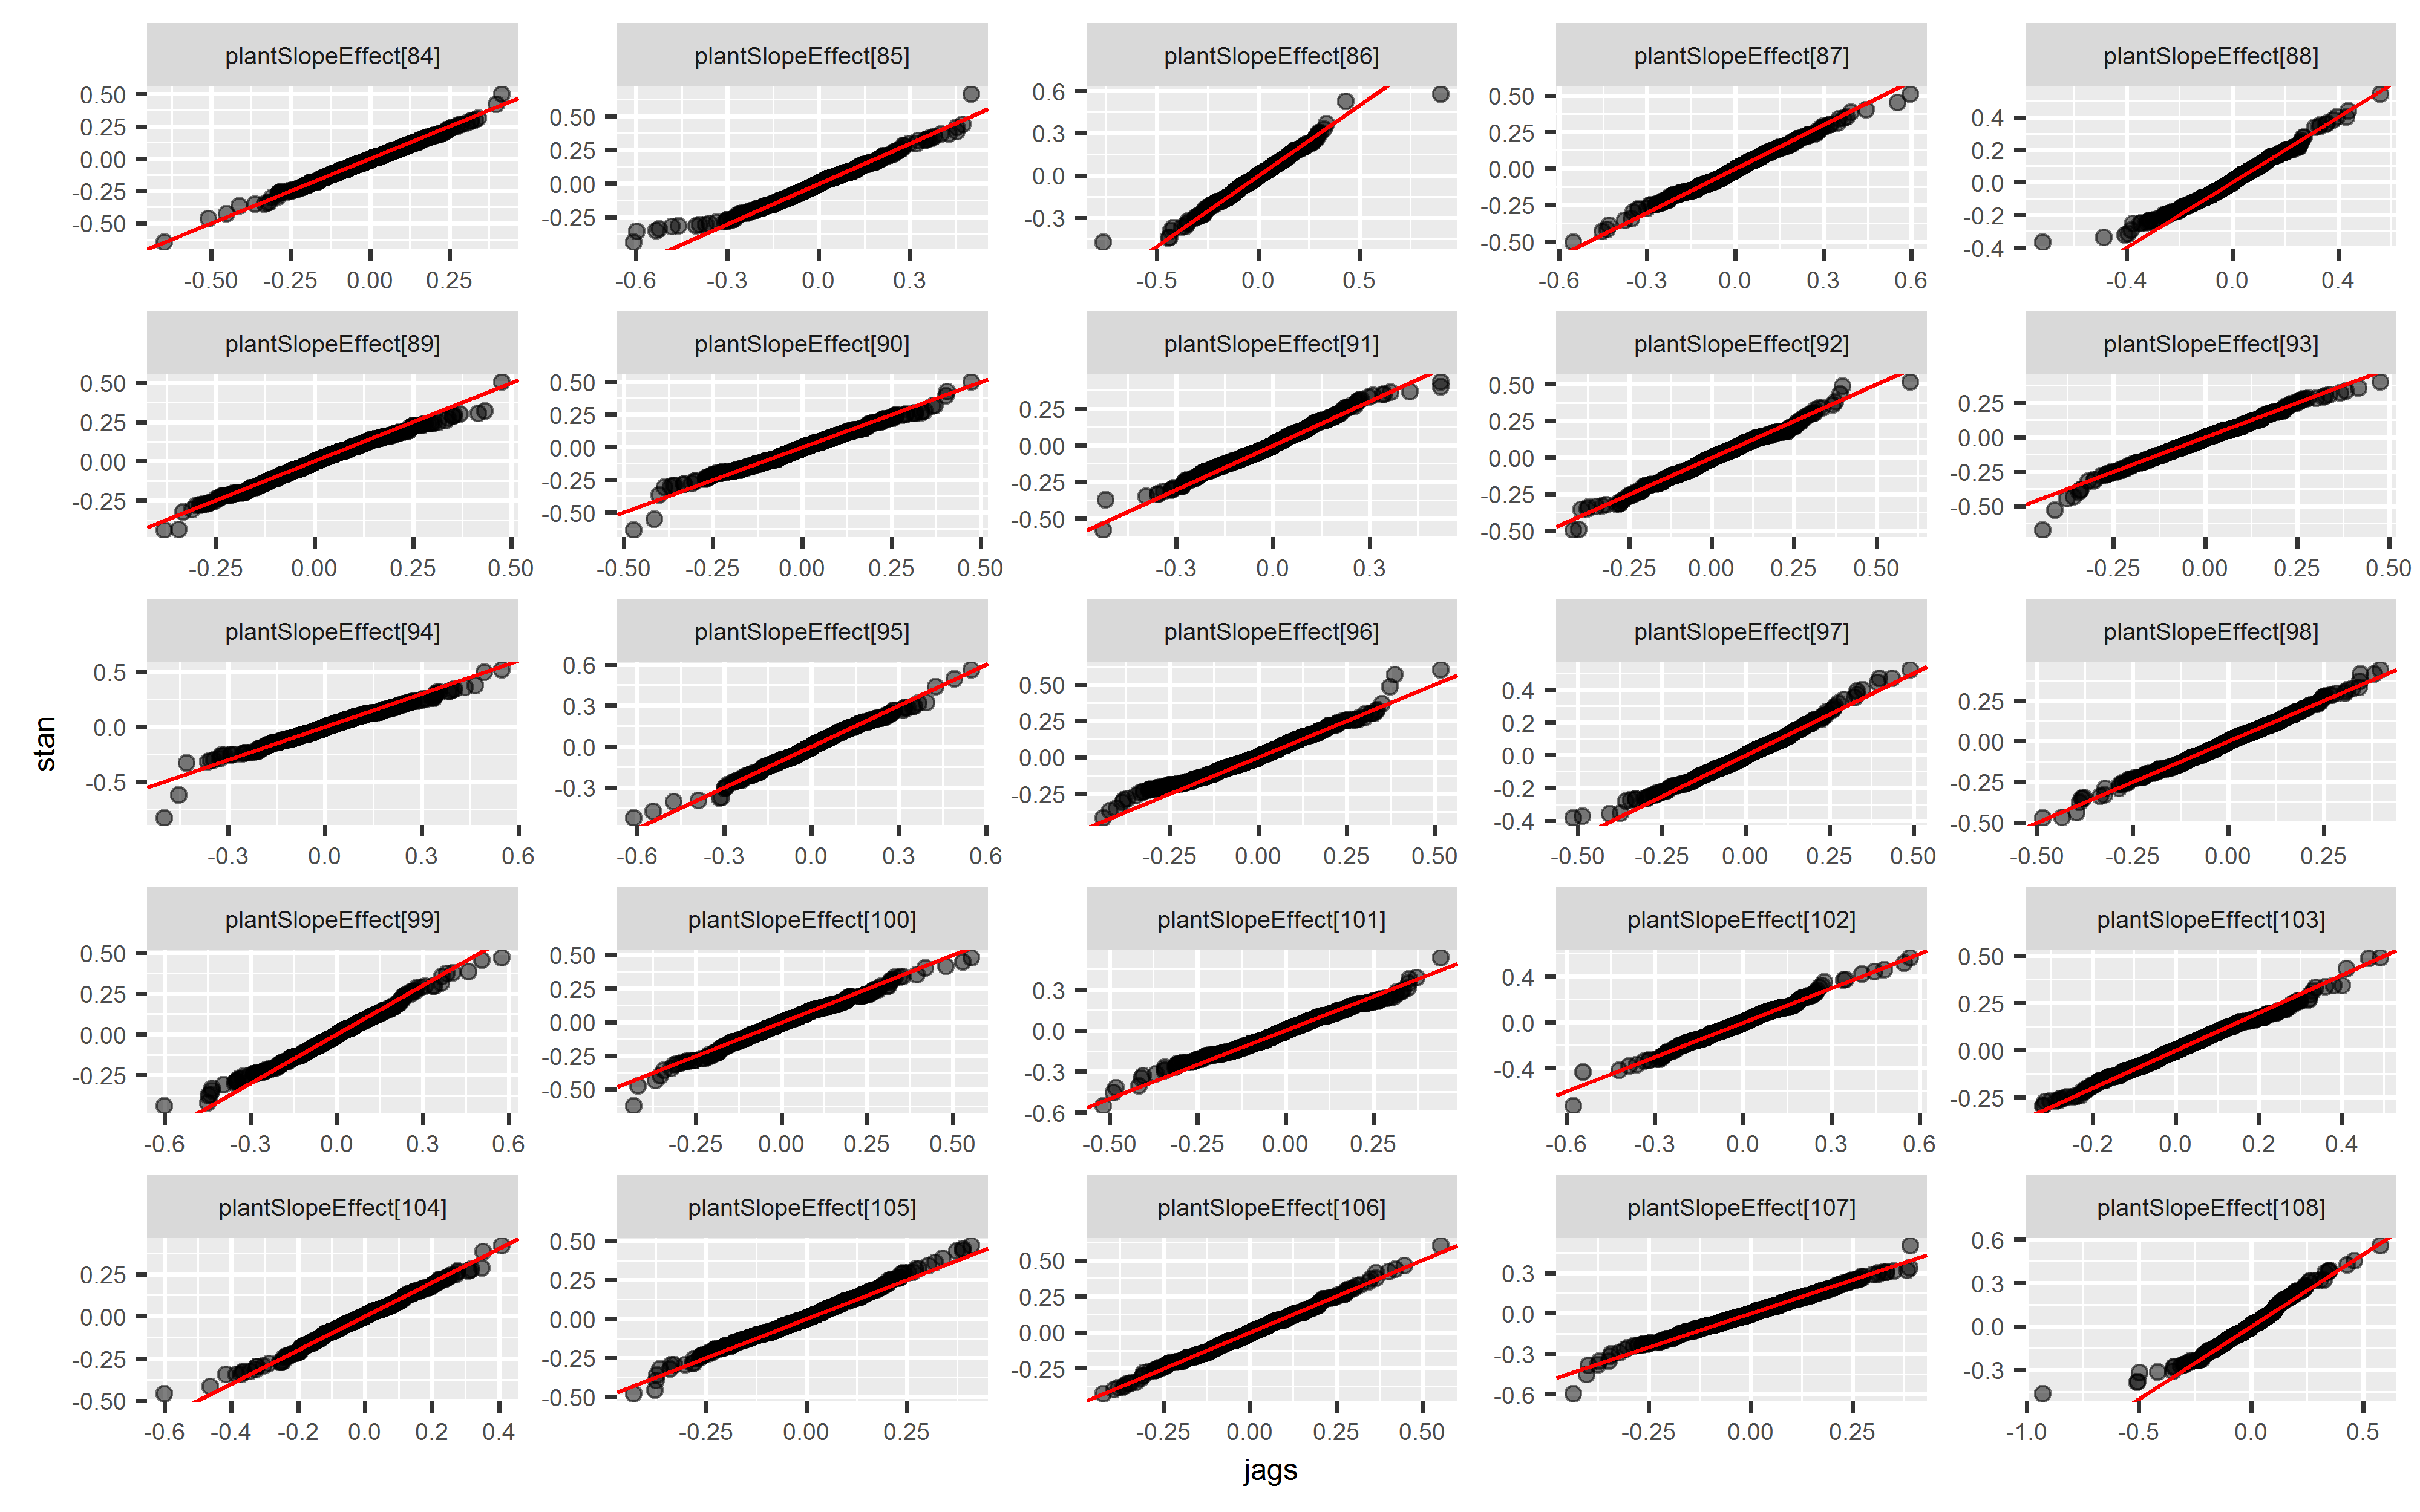 plantSlopeEffect[84] plantSlopeEffect[85] plantSlopeEffect[86] plantSlopeEffect[87] plantSlopeEffect[88]
0.50 0.25 0.00 -0.25 -0.50
-0.50 -0.25 0.00 0.25
0.50 0.25 0.00 -0.25
-0.6 -0.3 0.0 0.3
0.6 0.3 0.0 -0.3
-0.5 0.0 0.5
0.50 0.25 0.00 -0.25 -0.50
-0.6 -0.3 0.0 0.3 0.6
0.4 0.2 0.0 -0.2 -0.4
-0.4 0.0 0.4
plantSlopeEffect[89] plantSlopeEffect[90] plantSlopeEffect[91] plantSlopeEffect[92] plantSlopeEffect[93]
0.50 0.25 0.00 -0.25
-0.25 0.00 0.25 0.50
0.50 0.25 0.00 -0.25 -0.50
-0.50 -0.25 0.00 0.25 0.50
0.25 0.00 -0.25 -0.50
-0.3 0.0 0.3
0.50 0.25 0.00 -0.25 -0.50
-0.25 0.00 0.25 0.50
0.25 0.00 -0.25 -0.50
-0.25 0.00 0.25 0.50
plantSlopeEffect[94] plantSlopeEffect[95] plantSlopeEffect[96] plantSlopeEffect[97] plantSlopeEffect[98]
0.5 0.0 -0.5
-0.3 0.0 0.3 0.6
0.6 0.3 0.0 -0.3
-0.6 -0.3 0.0 0.3 0.6
0.50 0.25 0.00 -0.25
-0.25 0.00 0.25 0.50
0.4 0.2 0.0 -0.2 -0.4
-0.50 -0.25 0.00 0.25 0.50
0.25 0.00 -0.25 -0.50
-0.50 -0.25 0.00 0.25
plantSlopeEffect[99] plantSlopeEffect[100] plantSlopeEffect[101] plantSlopeEffect[102] plantSlopeEffect[103]
0.50 0.25 0.00 -0.25
-0.6 -0.3 0.0 0.3 0.6
0.50 0.25 0.00 -0.25 -0.50
-0.25 0.00 0.25 0.50
0.3 0.0 -0.3 -0.6
-0.50 -0.25 0.00 0.25
0.4 0.0 -0.4
-0.6 -0.3 0.0 0.3 0.6
0.50 0.25 0.00 -0.25
-0.2 0.0 0.2 0.4
plantSlopeEffect[104] plantSlopeEffect[105] plantSlopeEffect[106] plantSlopeEffect[107] plantSlopeEffect[108]
0.25 0.00 -0.25 -0.50
-0.6 -0.4 -0.2 0.0 0.2 0.4
0.50 0.25 0.00 -0.25 -0.50
-0.25 0.00 0.25
0.50 0.25 0.00 -0.25
-0.25 0.00 0.25 0.50
0.3 0.0 -0.3 -0.6
-0.25 0.00 0.25
0.6 0.3 0.0 -0.3
-1.0 -0.5 0.0 0.5
stan
jags